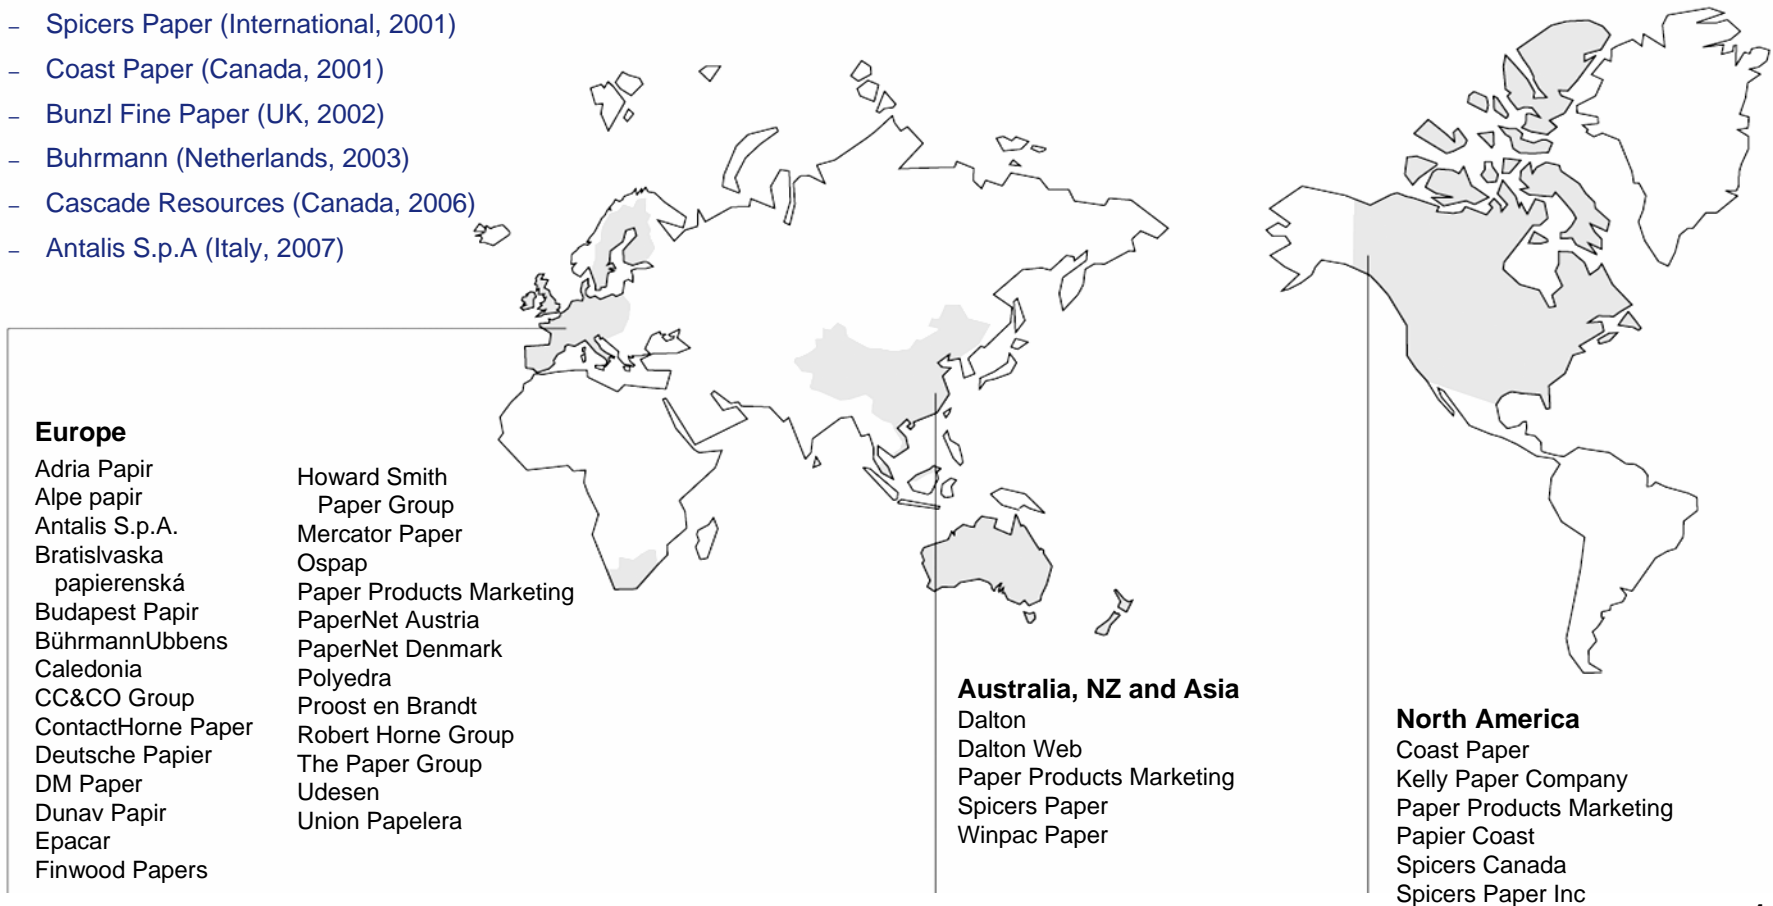 – Spicers Paper (International, 2001)
– Coast Paper (Canada, 2001)
– Bunzl Fine Paper (UK, 2002)
– Buhrmann (Netherlands, 2003)
– Cascade Resources (Canada, 2006)
– Antalis S.p.A (Italy, 2007)
Europe
Adria Papir
Alpe papir
Antalis S.p.A.
Bratislvaska
papierenská
Budapest Papir
BührmannUbbens
Caledonia
CC&CO Group
ContactHorne Paper
Deutsche Papier
DM Paper
Dunav Papir
Epacar
Finwood Papers
Howard Smith
Paper Group
Mercator Paper
Ospap
Paper Products Marketing
PaperNet Austria
PaperNet Denmark
Polyedra
Proost en Brandt
Robert Horne Group
The Paper Group
Udesen
Union Papelera
Australia, NZ and Asia
Dalton
Dalton Web
Paper Products Marketing
Spicers Paper
Winpac Paper
North America
Coast Paper
Kelly Paper Company
Paper Products Marketing
Papier Coast
Spicers Canada
Spicers Paper Inc